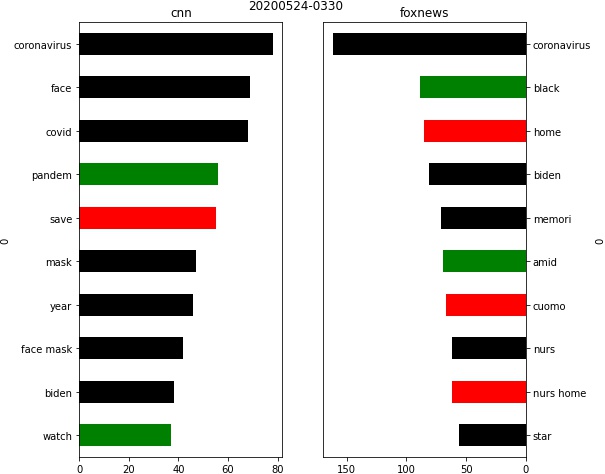 20200524-0330
cnn
foxnews
coronavirus
face
covid
pandem
save
mask
year
face mask
biden
watch
0 20 40 60 80
0
coronavirus
black
home
biden
memori
amid
cuomo
nurs
nurs home
star
150 100 50 0
0